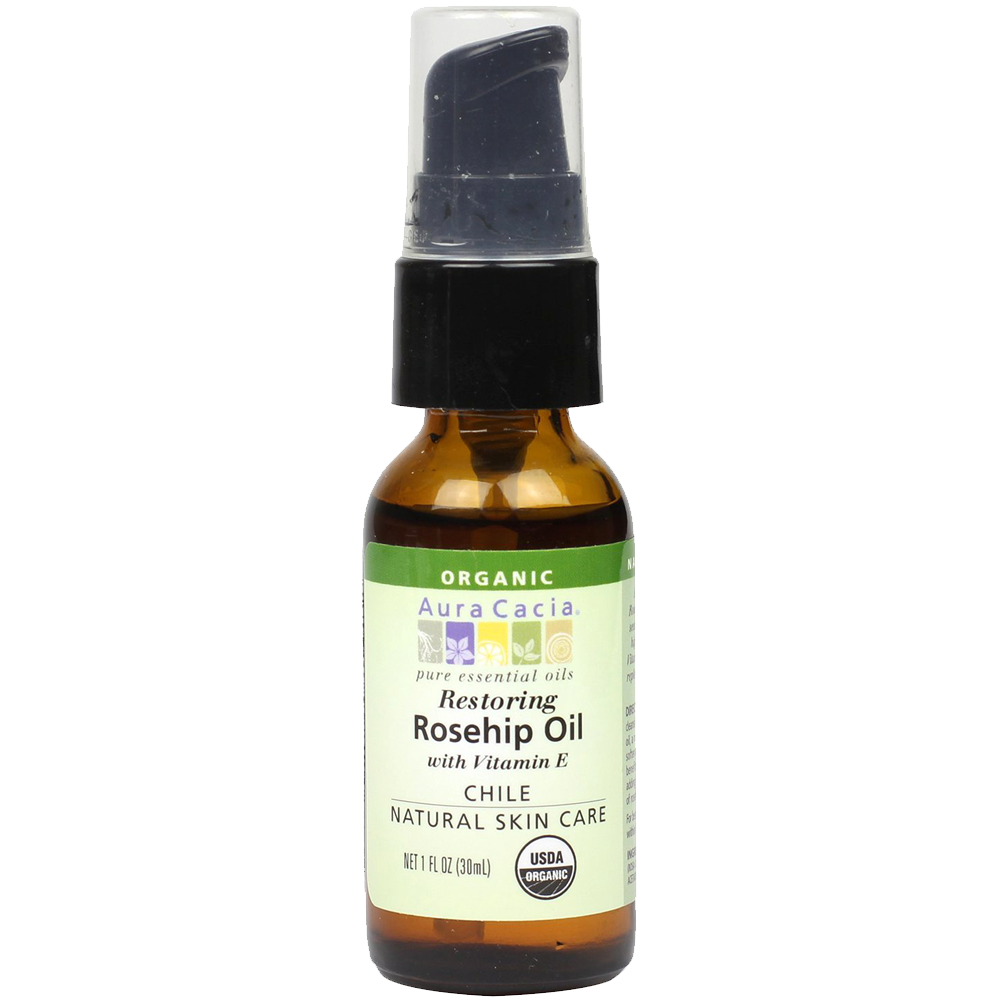 ORGANIC
Aura Cacia®
pure essential oils
Restoring
Rosehip Oil
with Vitamin E
CHILE
NATURAL SKIN CARE
NET 1 FL OZ (30mL)
USDA
ORGANIC